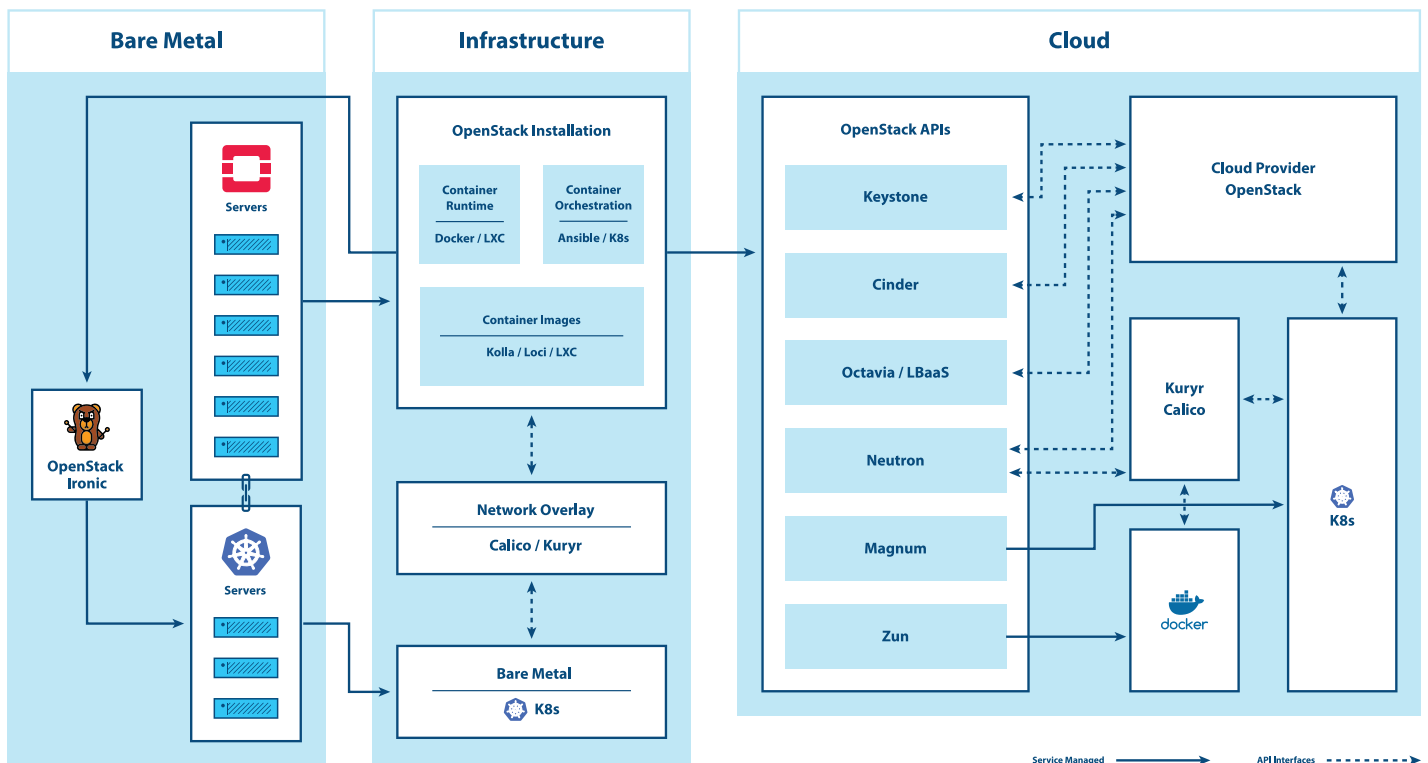 Bare Metal
Servers
OpenStack
Ironic
Servers
Infrastructure
OpenStack Installation
Container
Runtime
Docker / LXC
Container
Orchestration
Ansible / K8s
Container Images
Kolla / Loci / LXC
Network Overlay
Calico / Kuryr
Bare Metal
K8s
Cloud
OpenStack APIs
Keystone
Cinder
Octavia / LBaaS
Neutron
Magnum
Zun
Cloud Provider
OpenStack
Kuryr
Calico
docker
K8s
Service Managed
API Interfaces